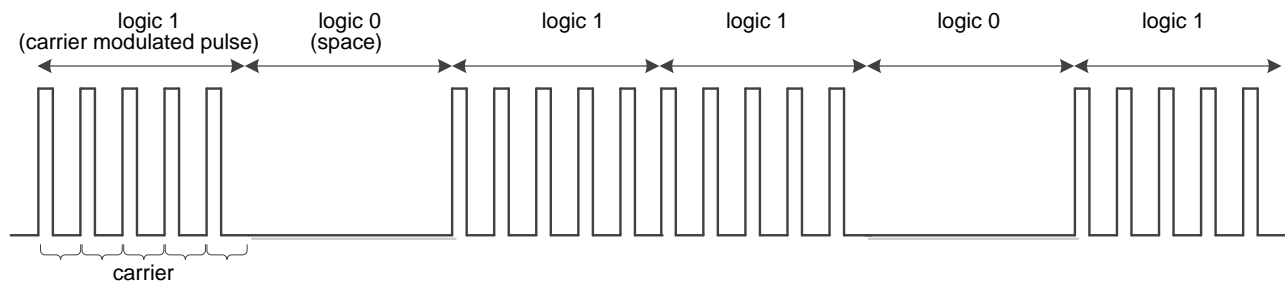 logic 1
(carrier modulated pulse)
logic 0
(space)
logic 1
logic 1
logic 0
logic 1
carrier